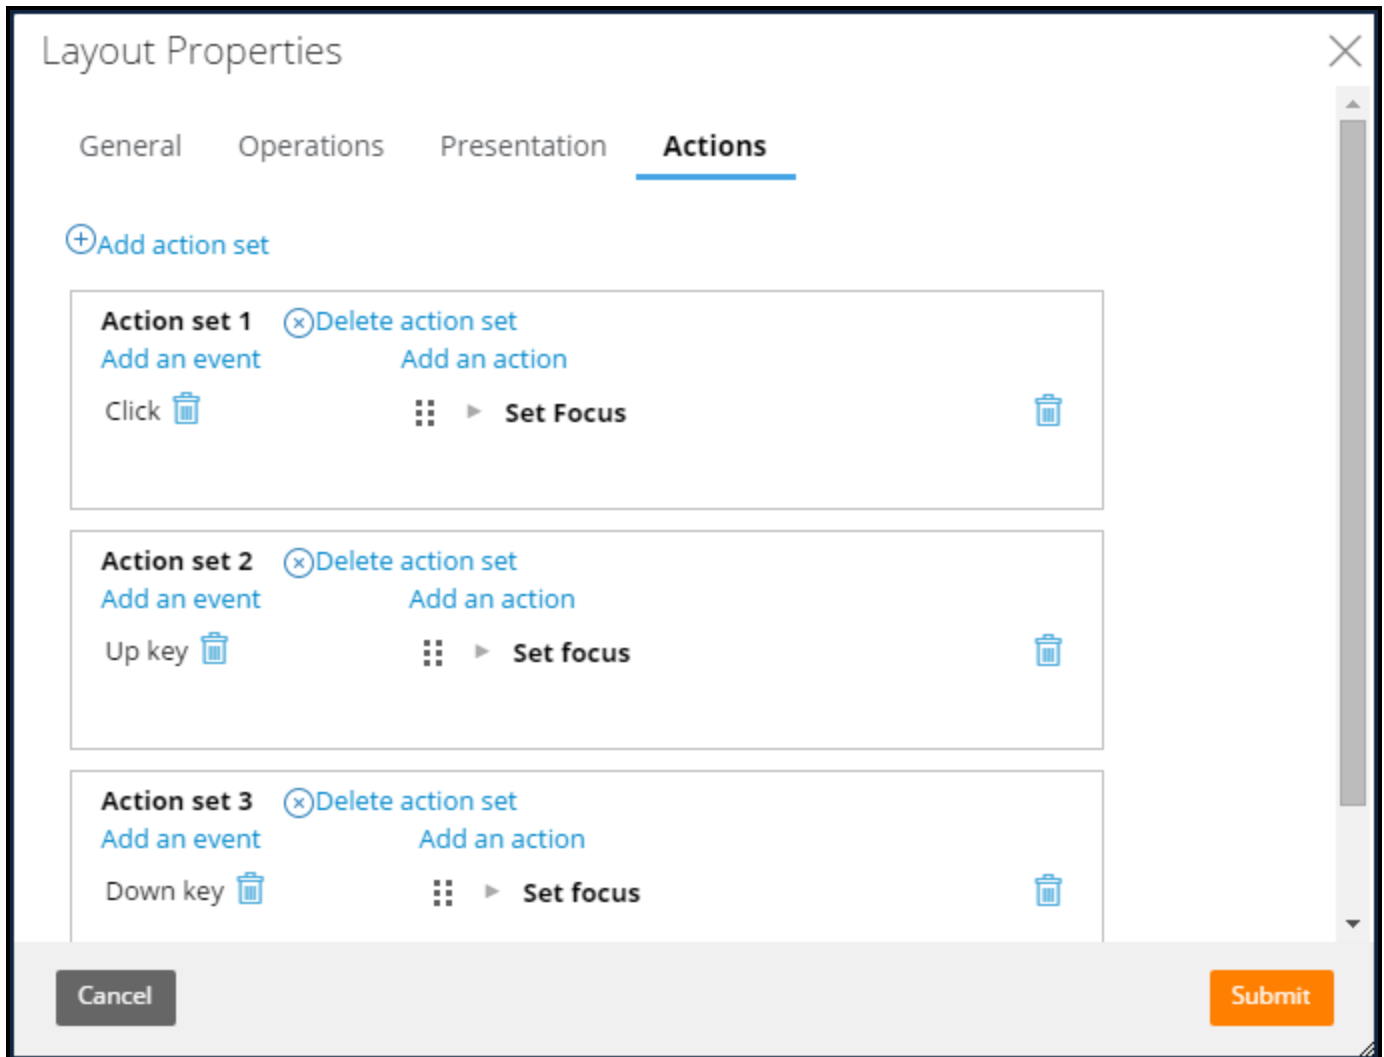 Layout Properties
General Operations Presentation Actions
Add action set
Action set 1 Delete action set
Add an event Add an action
Click Set Focus
Action set 2 Delete action set
Add an event Add an action
Up key Set focus
Action set 3 Delete action set
Add an event Add an action
Down key Set focus
Cancel Submit